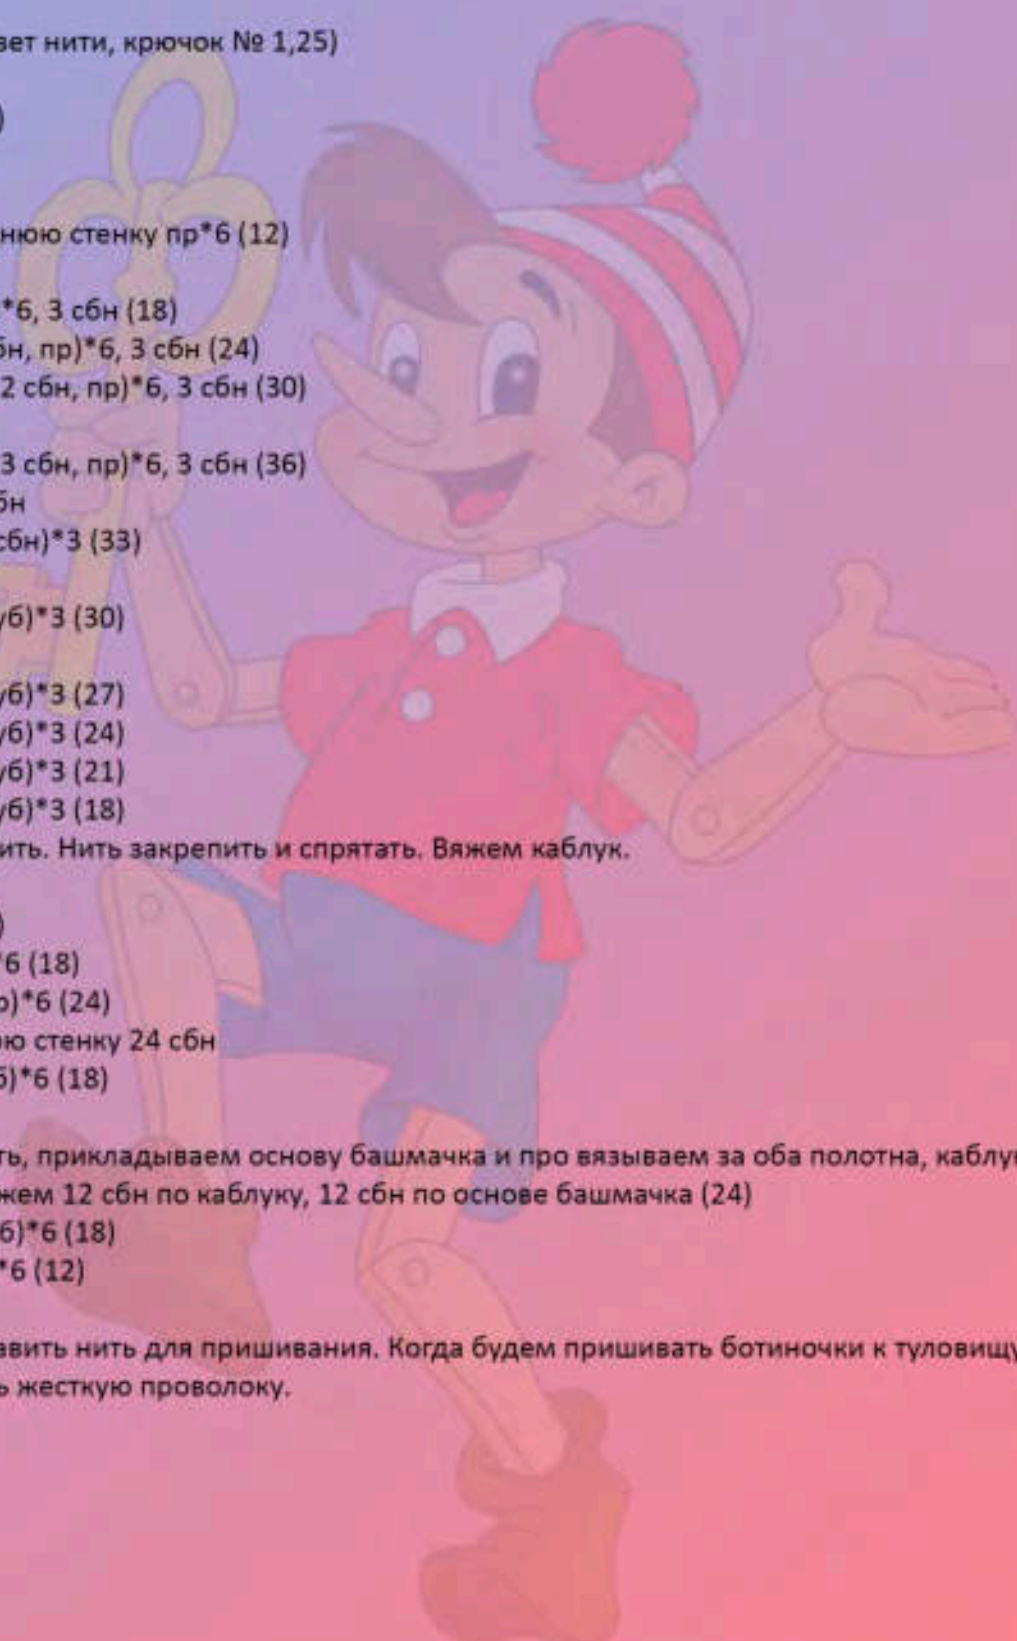 вет нити, крючок № 1,25)
)
нюю стенку пр*6 (12)
*6, 3 сбн (18)
бн, пр)*6, 3 сбн (24)
2 сбн, пр)*6, 3 сбн (30)
3 сбн, пр)*6, 3 сбн (36)
бн
сбн)*3 (33)
уб)*3 (30)
уб)*3 (27)
уб)*3 (24)
уб)*3 (21)
уб)*3 (18)
ить. Нить закрепить и спрятать. Вяжем каблук.
)
*6 (18)
р)*6 (24)
юю стенку 24 сбн
б)*6 (18)
ть, прикладываем основу башмачка и про вязываем за оба полотна, каблу
жем 12 сбн по каблуку, 12 сбн по основе башмачка (24)
б)*6 (18)
*6 (12)
авить нить для пришивания. Когда будем пришивать ботиночки к туловищу
ь жесткую проволоку.